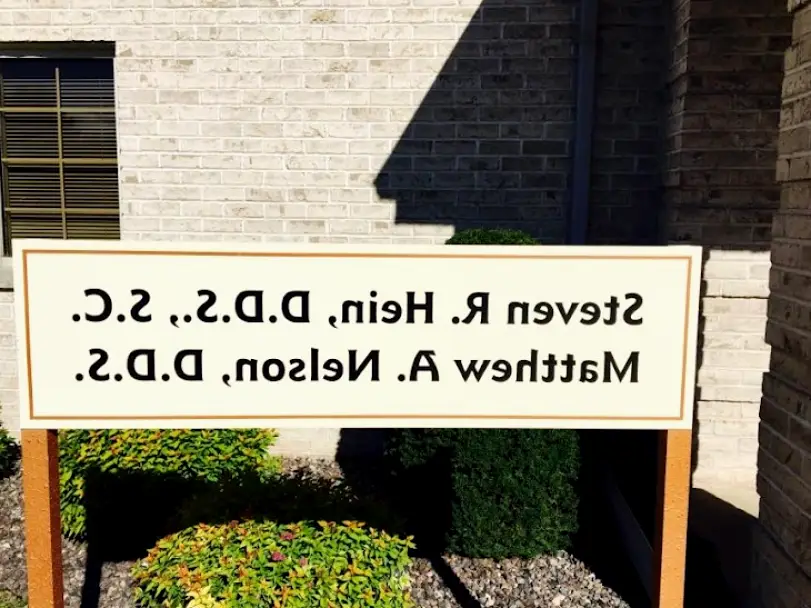 Steven R. Hein, D.D.S., S.C.
Matthew A. Nelson, D.D.S.